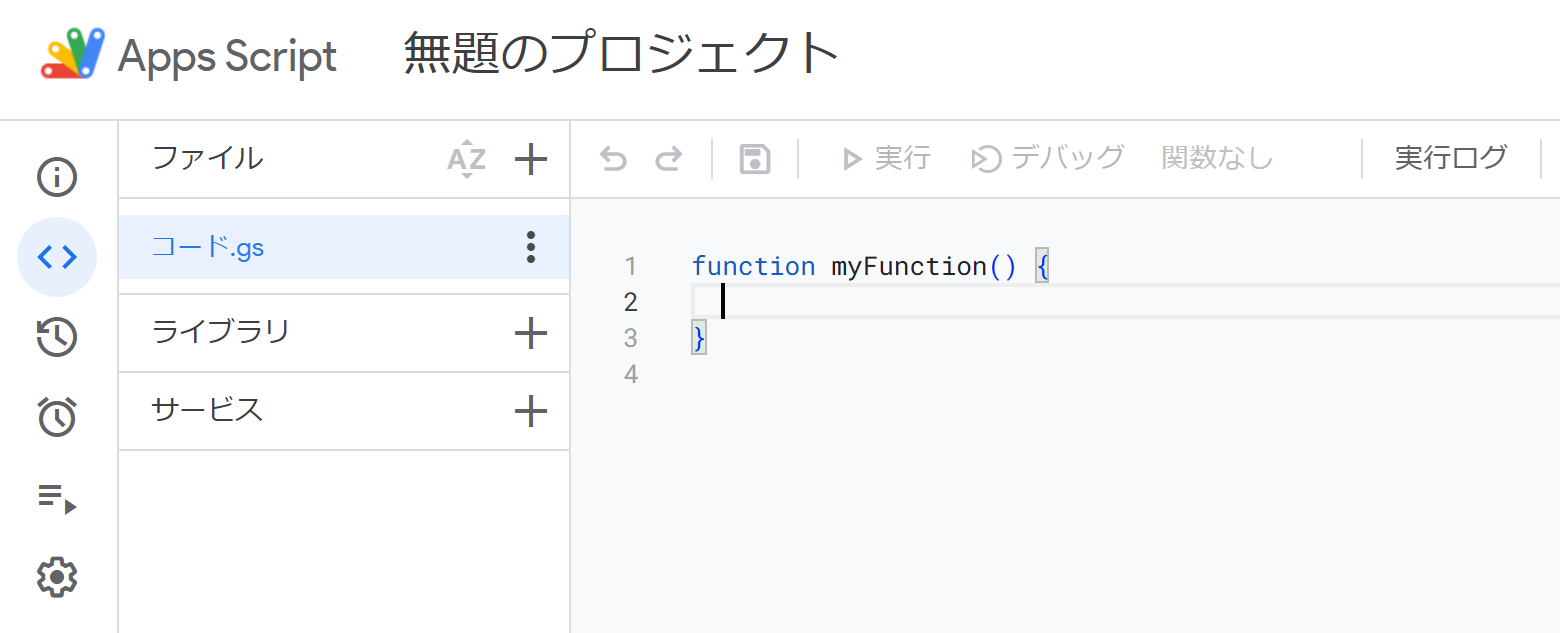 Apps Script 無題のプロジェクト
ファイル AZ 実行 デバッグ 関数なし 実行ログ
コード.gs
ライブラリ
サービス
1 function myFunction() {
2
3 }
4